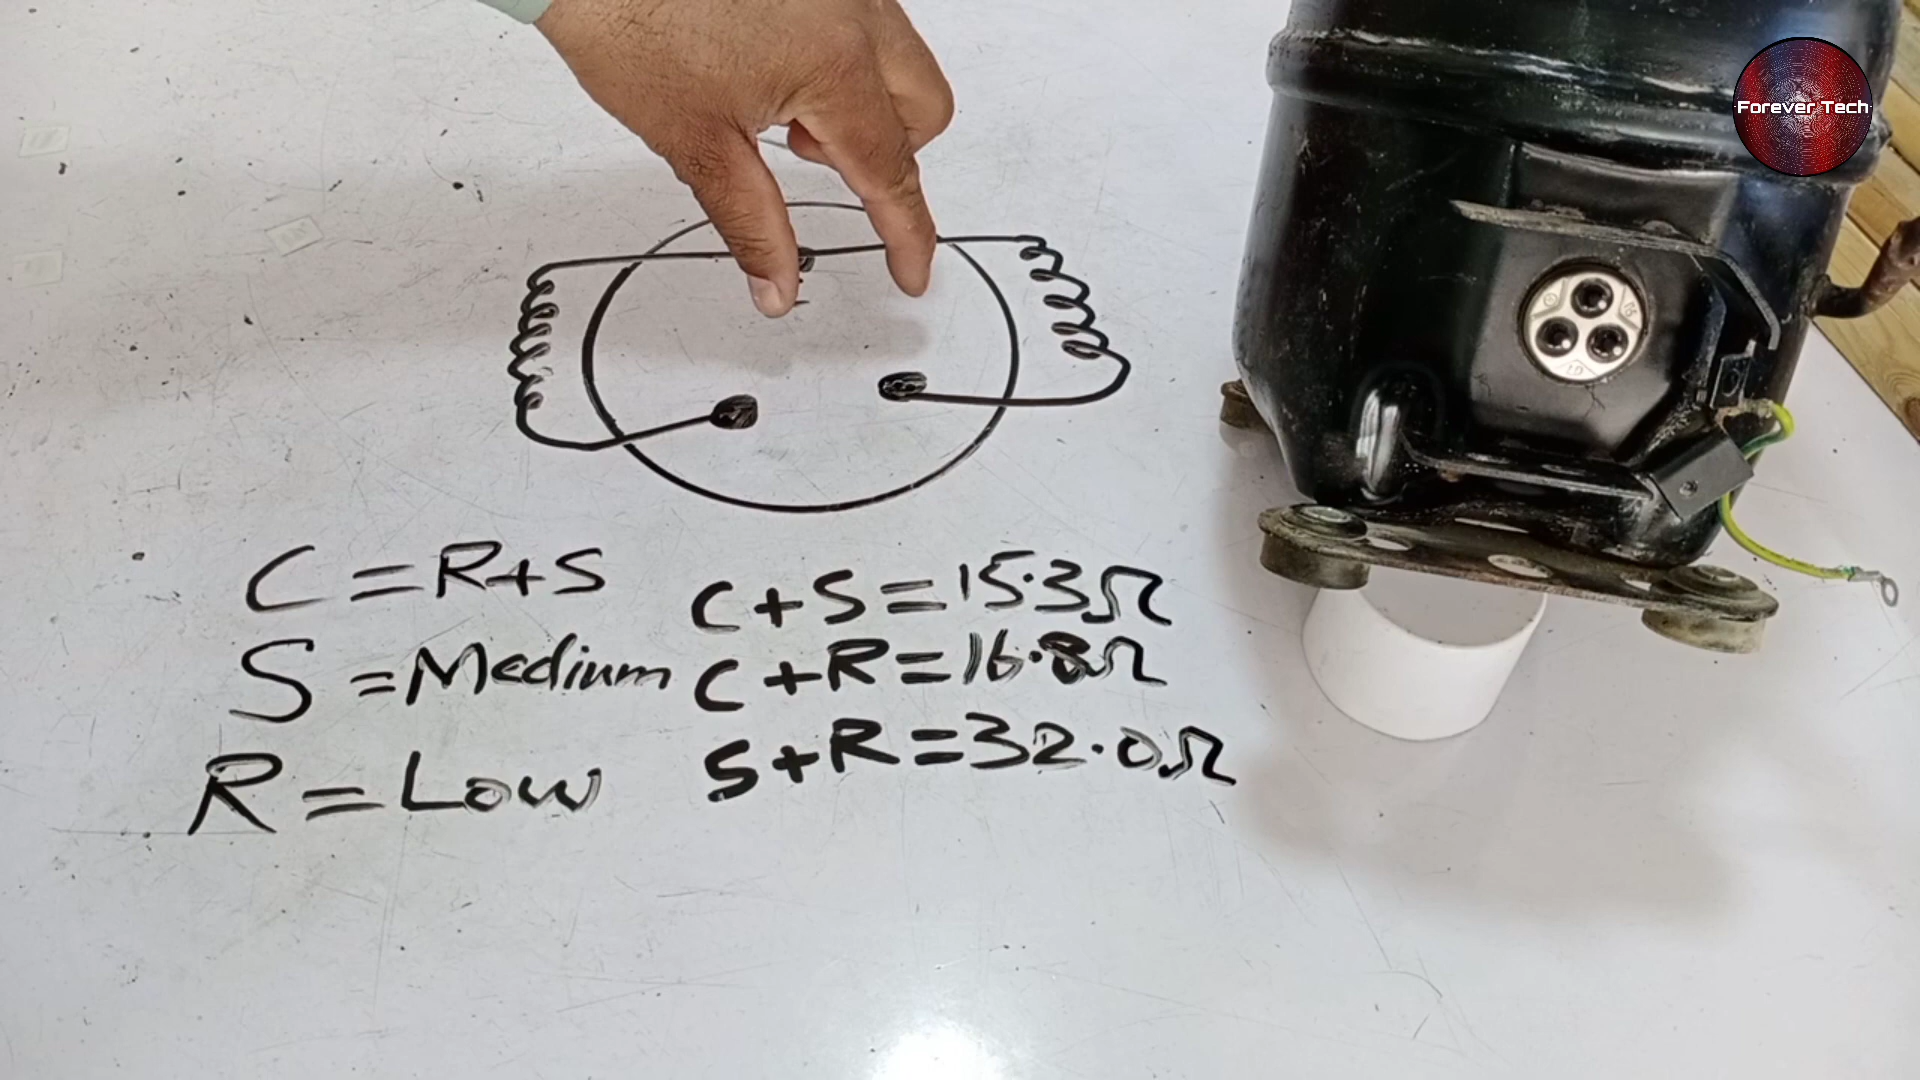 Forever Tech
C = R+S
S = Medium
R = Low
C+S = 15.3Ω
C+R = 16.8Ω
S+R = 32.0Ω